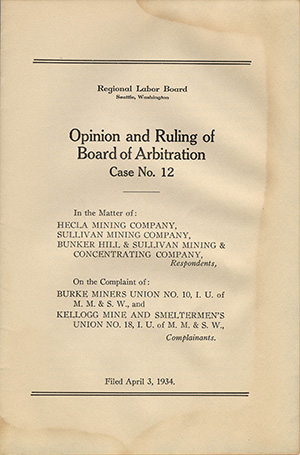 Regional Labor Board
Seattle, Washington
Opinion and Ruling of
Board of Arbitration
Case No. 12
In the Matter of:
HECLA MINING COMPANY,
SULLIVAN MINING COMPANY,
BUNKER HILL & SULLIVAN MINING &
CONCENTRATING COMPANY,
Respondents,
On the Complaint of:
BURKE MINERS UNION NO. 10, I. U. of
M. M. & S. W., and
KELLOGG MINE AND SMELTERMEN'S
UNION NO. 18, I. U. of M. M. & S. W.,
Complainants.
Filed April 3, 1934.